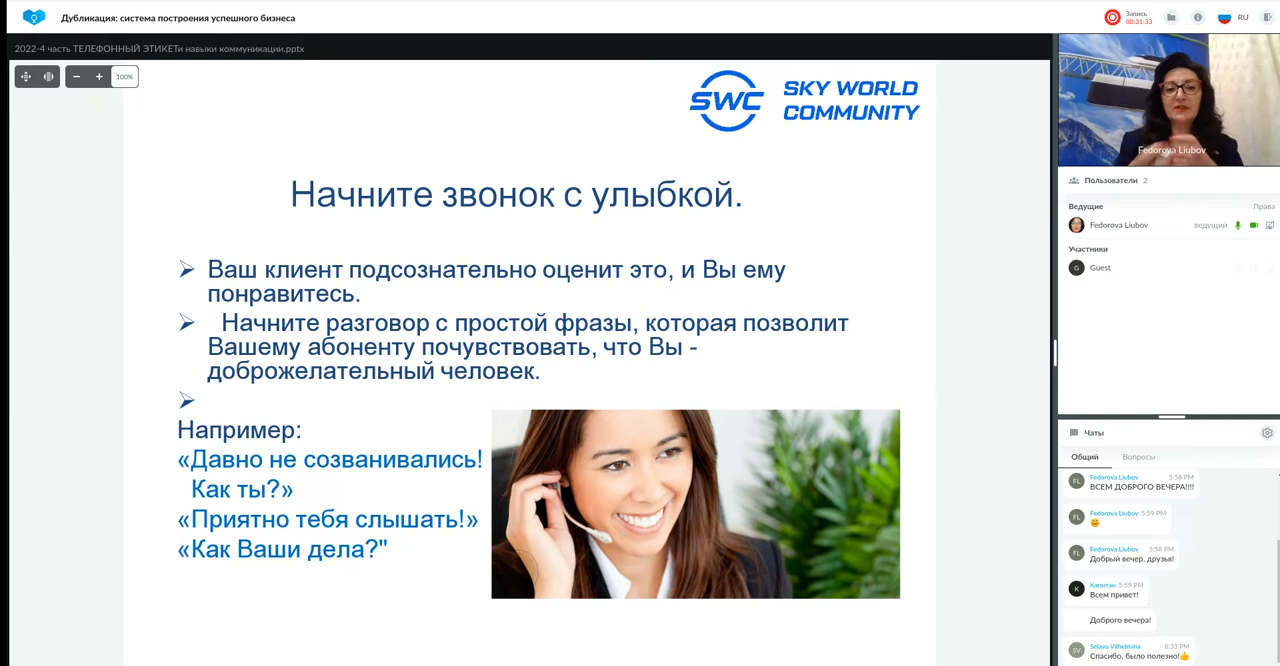 Дубликация: система построения успешного бизнеса
Запись
00:31:33
RU
2022-4 часть ТЕЛЕФОННЫЙ ЭТИКЕТи навыки коммуникации.pptx
100%
SWC
SKY WORLD
COMMUNITY
Начните звонок с улыбкой.
Ваш клиент подсознательно оценит это, и Вы ему
понравитесь.
Начните разговор с простой фразы, которая позволит
Вашему абоненту почувствовать, что Вы -
доброжелательный человек.
Например:
«Давно не созванивались!
Как ты?»
«Приятно тебя слышать!»
«Как Ваши дела?"
Fedorova Liubov
Пользователи 2
Ведущие Права
Fedorova Liubov ведущий
Участники
G Guest
Чаты
Общий Вопросы
FL Fedorova Liubov 5:58 PM
ВСЕМ ДОБРОГО ВЕЧЕРА!!!!
FL Fedorova Liubov 5:59 PM
😊
FL Fedorova Liubov 5:58 PM
Добрый вечер, друзья!
К Капитан 5:59 PM
Всем привет!
Доброго вечера!
SV Selava Vilhelmina 8:33 PM
Спасибо, было полезно!👍